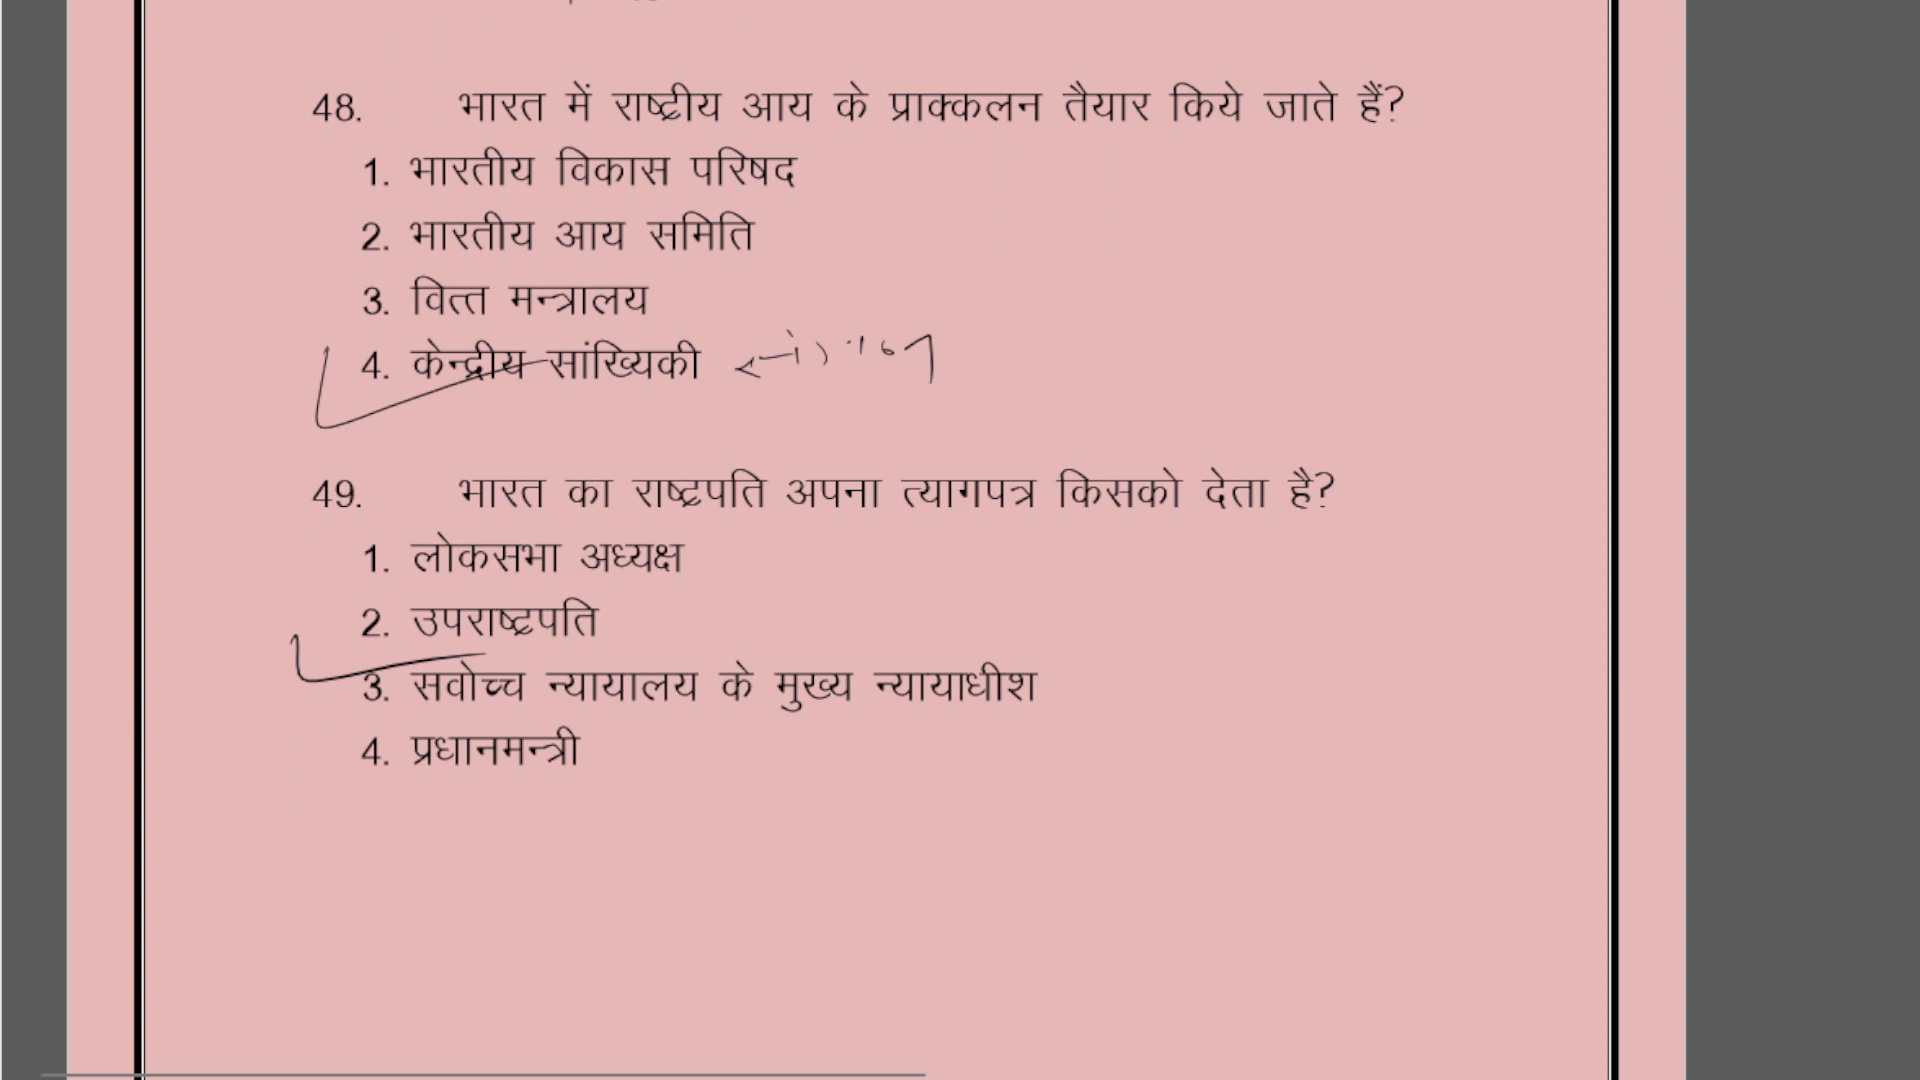 48. भारत में राष्ट्रीय आय के प्राक्कलन तैयार किये जाते हैं?
1. भारतीय विकास परिषद
2. भारतीय आय समिति
3. वित्त मन्त्रालय
4. केन्द्रीय सांख्यिकी
49. भारत का राष्ट्रपति अपना त्यागपत्र किसको देता है?
1. लोकसभा अध्यक्ष
2. उपराष्ट्रपति
3. सवोच्च न्यायालय के मुख्य न्यायाधीश
4. प्रधानमन्त्री